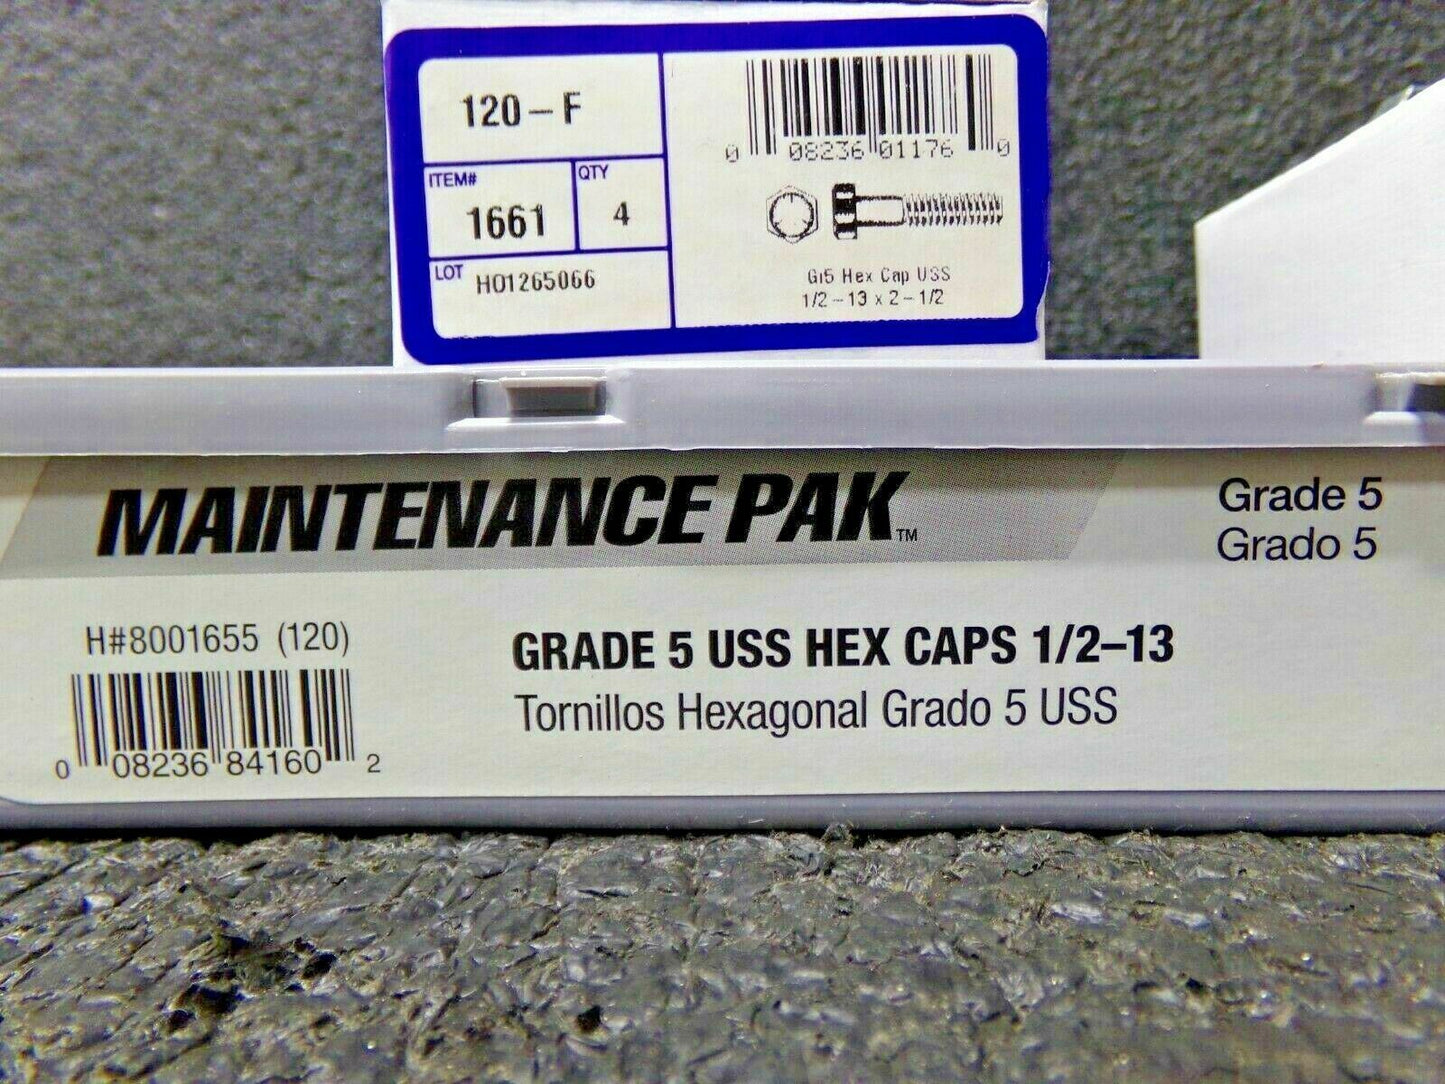 120-F
ITEM#
1661
QTY
4
LOT H01265066
0 08236 01176 0
Gr5 Hex Cap USS
1/2-13 x 2-1/2
MAINTENANCE PAK™
Grade 5
Grado 5
H#8001655 (120)
0 08236 84160 2
GRADE 5 USS HEX CAPS 1/2-13
Tornillos Hexagonal Grado 5 USS